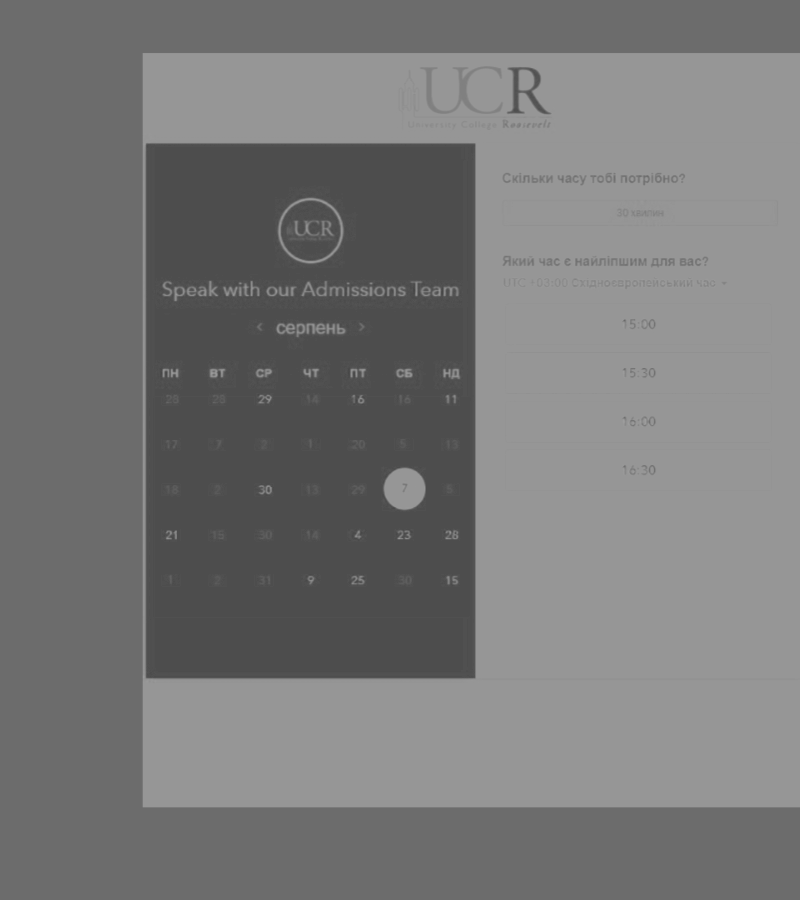 UCR
University College Roosevelt
UCR
Speak with our Admissions Team
< серпень >
ПН ВТ СР ЧТ ПТ СБ НД
28 28 29 14 16 16 11
17 7 2 1 20 5 13
18 2 30 13 29 7 5
21 15 30 14 4 23 28
1 2 31 9 25 30 15
Скільки часу тобі потрібно?
30 хвилин
Який час є найліпшим для вас?
UTC +03:00 Східноєвропейський час
15:00
15:30
16:00
16:30